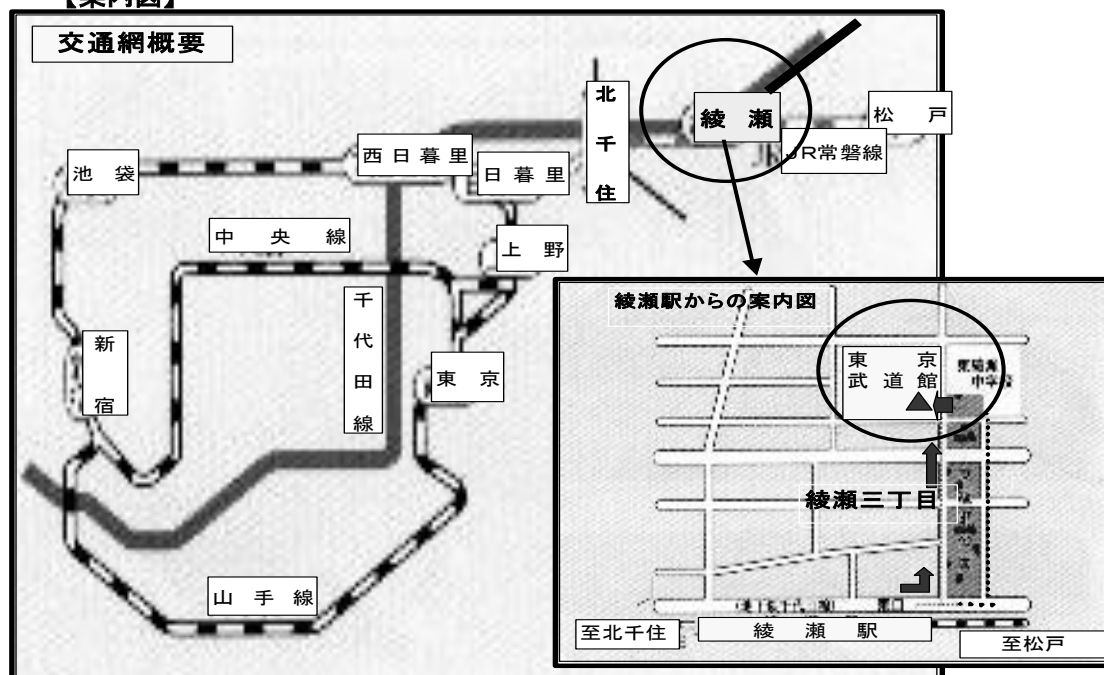 【案内図】
交通網概要
北千住
綾瀬
松戸
JR常磐線
西日暮里
日暮里
池袋
中央線
上野
千代田線
新宿
東京
山手線
綾瀬駅からの案内図
東京
武道館
綾瀬三丁目
至北千住
綾瀬駅
至松戸